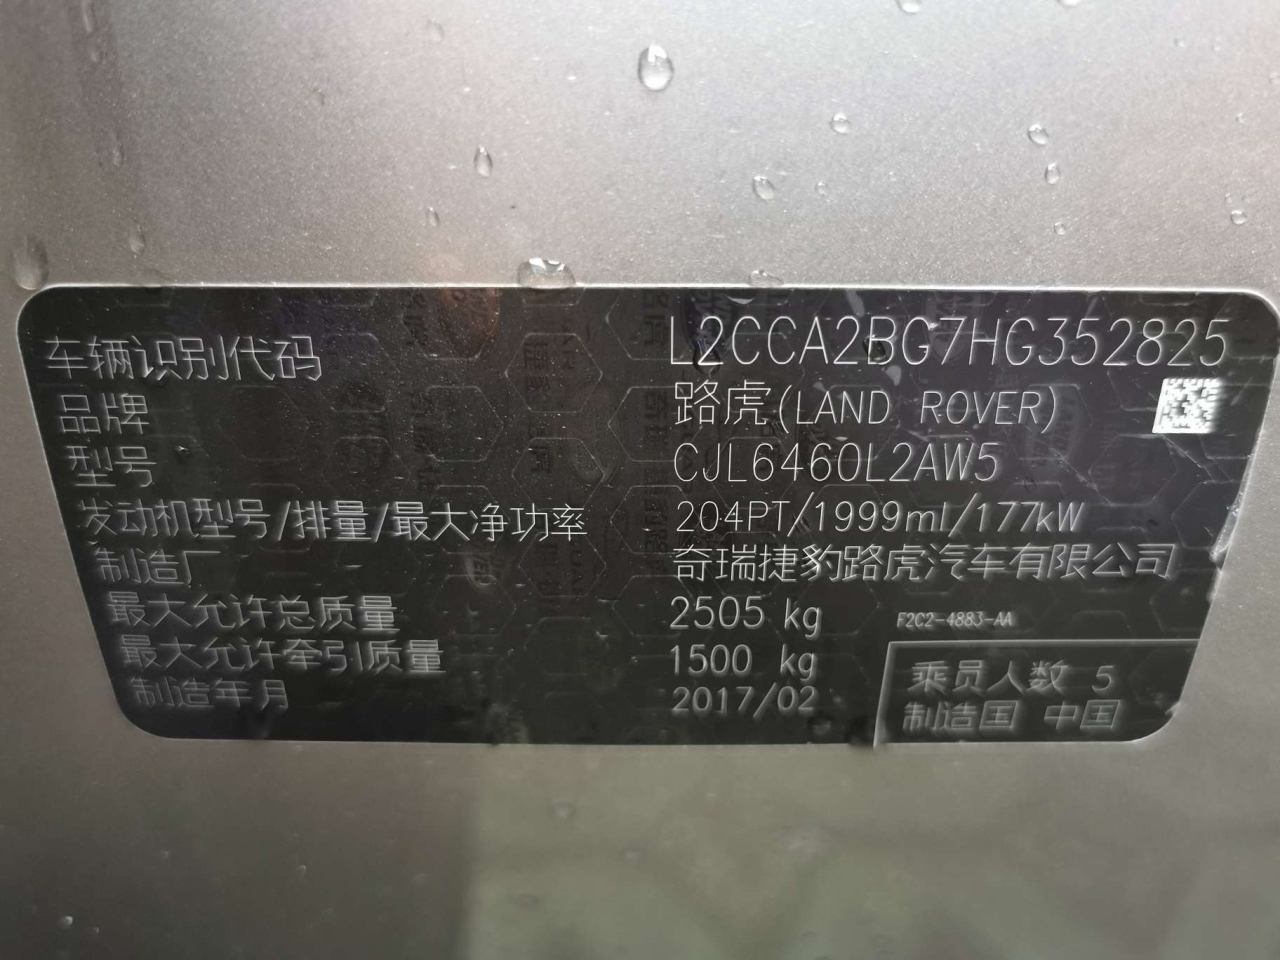 车辆识别代码 L2CCA2BG7HG352825
品牌 路虎(LAND ROVER)
型号 CJL6460L2AW5
发动机型号/排量/最大净功率 204PT/1999ml/177kW
制造厂 奇瑞捷豹路虎汽车有限公司
最大允许总质量 2505 kg F2C2-4883-AA
最大允许牵引质量 1500 kg
制造年月 2017/02
乘员人数 5
制造国 中国